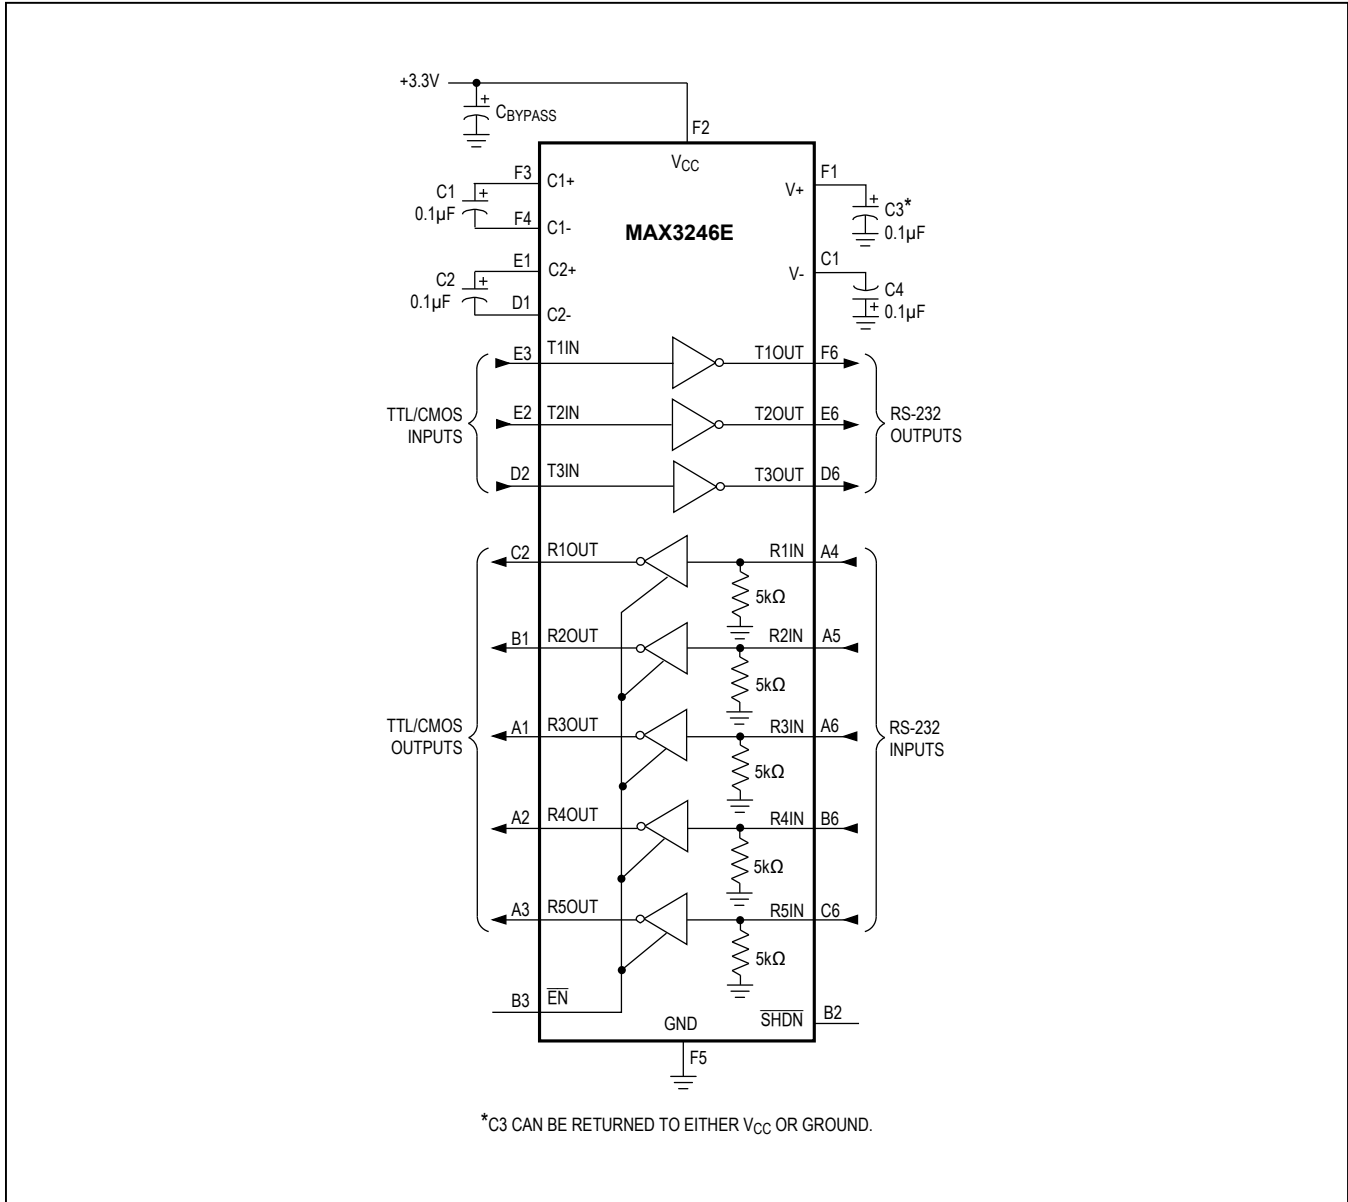 +3.3V
CBYPASS
F2
VCC
F3
C1+
F1
V+
C1
0.1µF
C3*
0.1µF
F4
C1-
MAX3246E
E1
C2+
C1
V-
C2
0.1µF
C4
0.1µF
D1
C2-
E3 T1IN T1OUT F6
TTL/CMOS
INPUTS
E2 T2IN T2OUT E6
RS-232
OUTPUTS
D2 T3IN T3OUT D6
C2 R1OUT R1IN A4
5kΩ
B1 R2OUT R2IN A5
5kΩ
TTL/CMOS
OUTPUTS
A1 R3OUT R3IN A6
RS-232
INPUTS
5kΩ
A2 R4OUT R4IN B6
5kΩ
A3 R5OUT R5IN C6
5kΩ
B3 EN
GND
SHDN B2
F5
*C3 CAN BE RETURNED TO EITHER VCC OR GROUND.